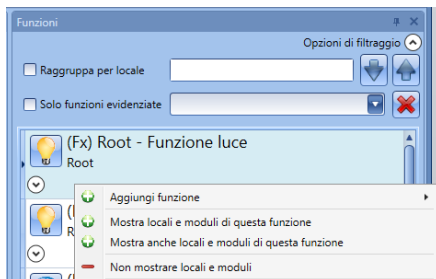 Funzioni
Opzioni di filtraggio
Raggruppa per locale
Solo funzioni evidenziate
(Fx) Root - Funzione luce
Root
Aggiungi funzione
Mostra locali e moduli di questa funzione
Mostra anche locali e moduli di questa funzione
Non mostrare locali e moduli